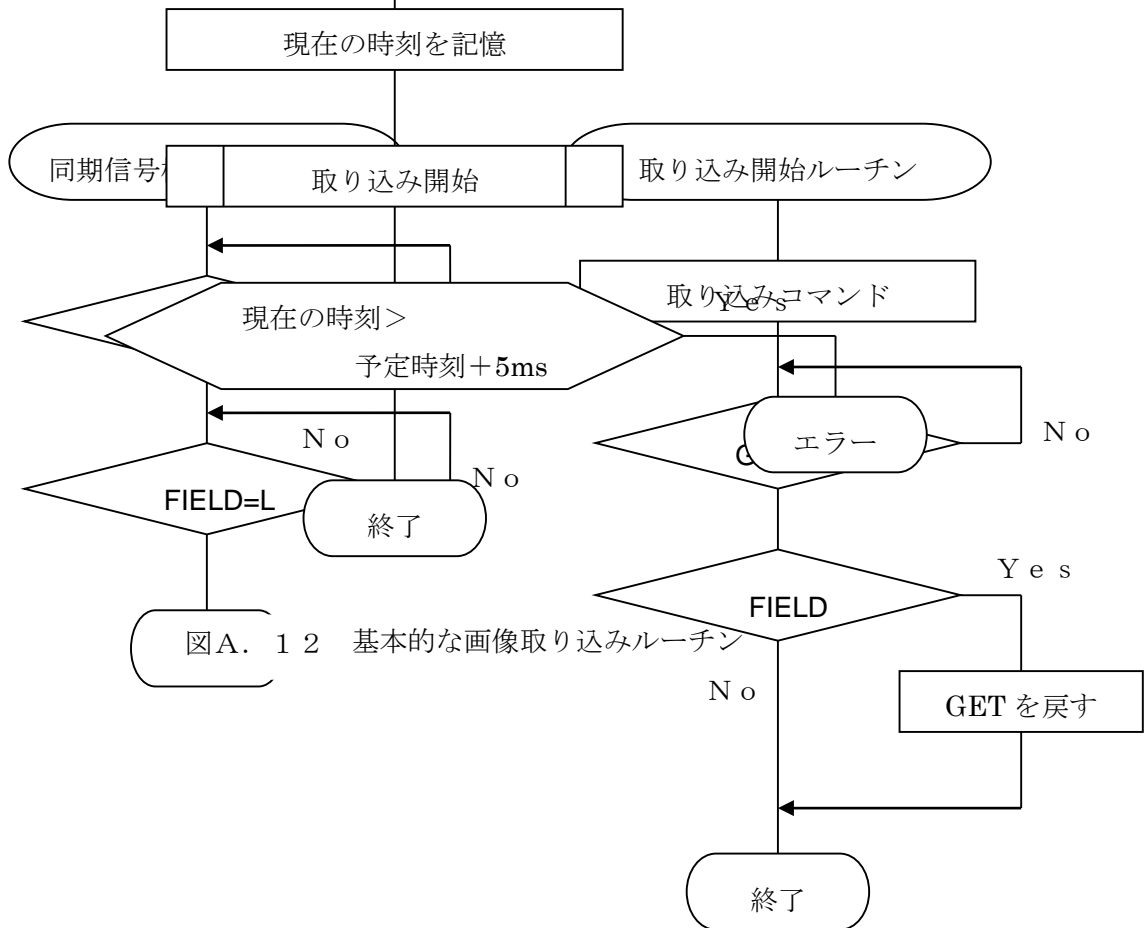 現在の時刻を記憶
同期信号
取り込み開始
取り込み開始ルーチン
取り込みコマンド
Ｙｅｓ
現在の時刻＞
予定時刻＋5ms
Ｎｏ
エラー
Ｎｏ
Ｎｏ
FIELD=L
終了
Ｙｅｓ
FIELD
図Ａ．１２　基本的な画像取り込みルーチン
Ｎｏ
GET を戻す
終了